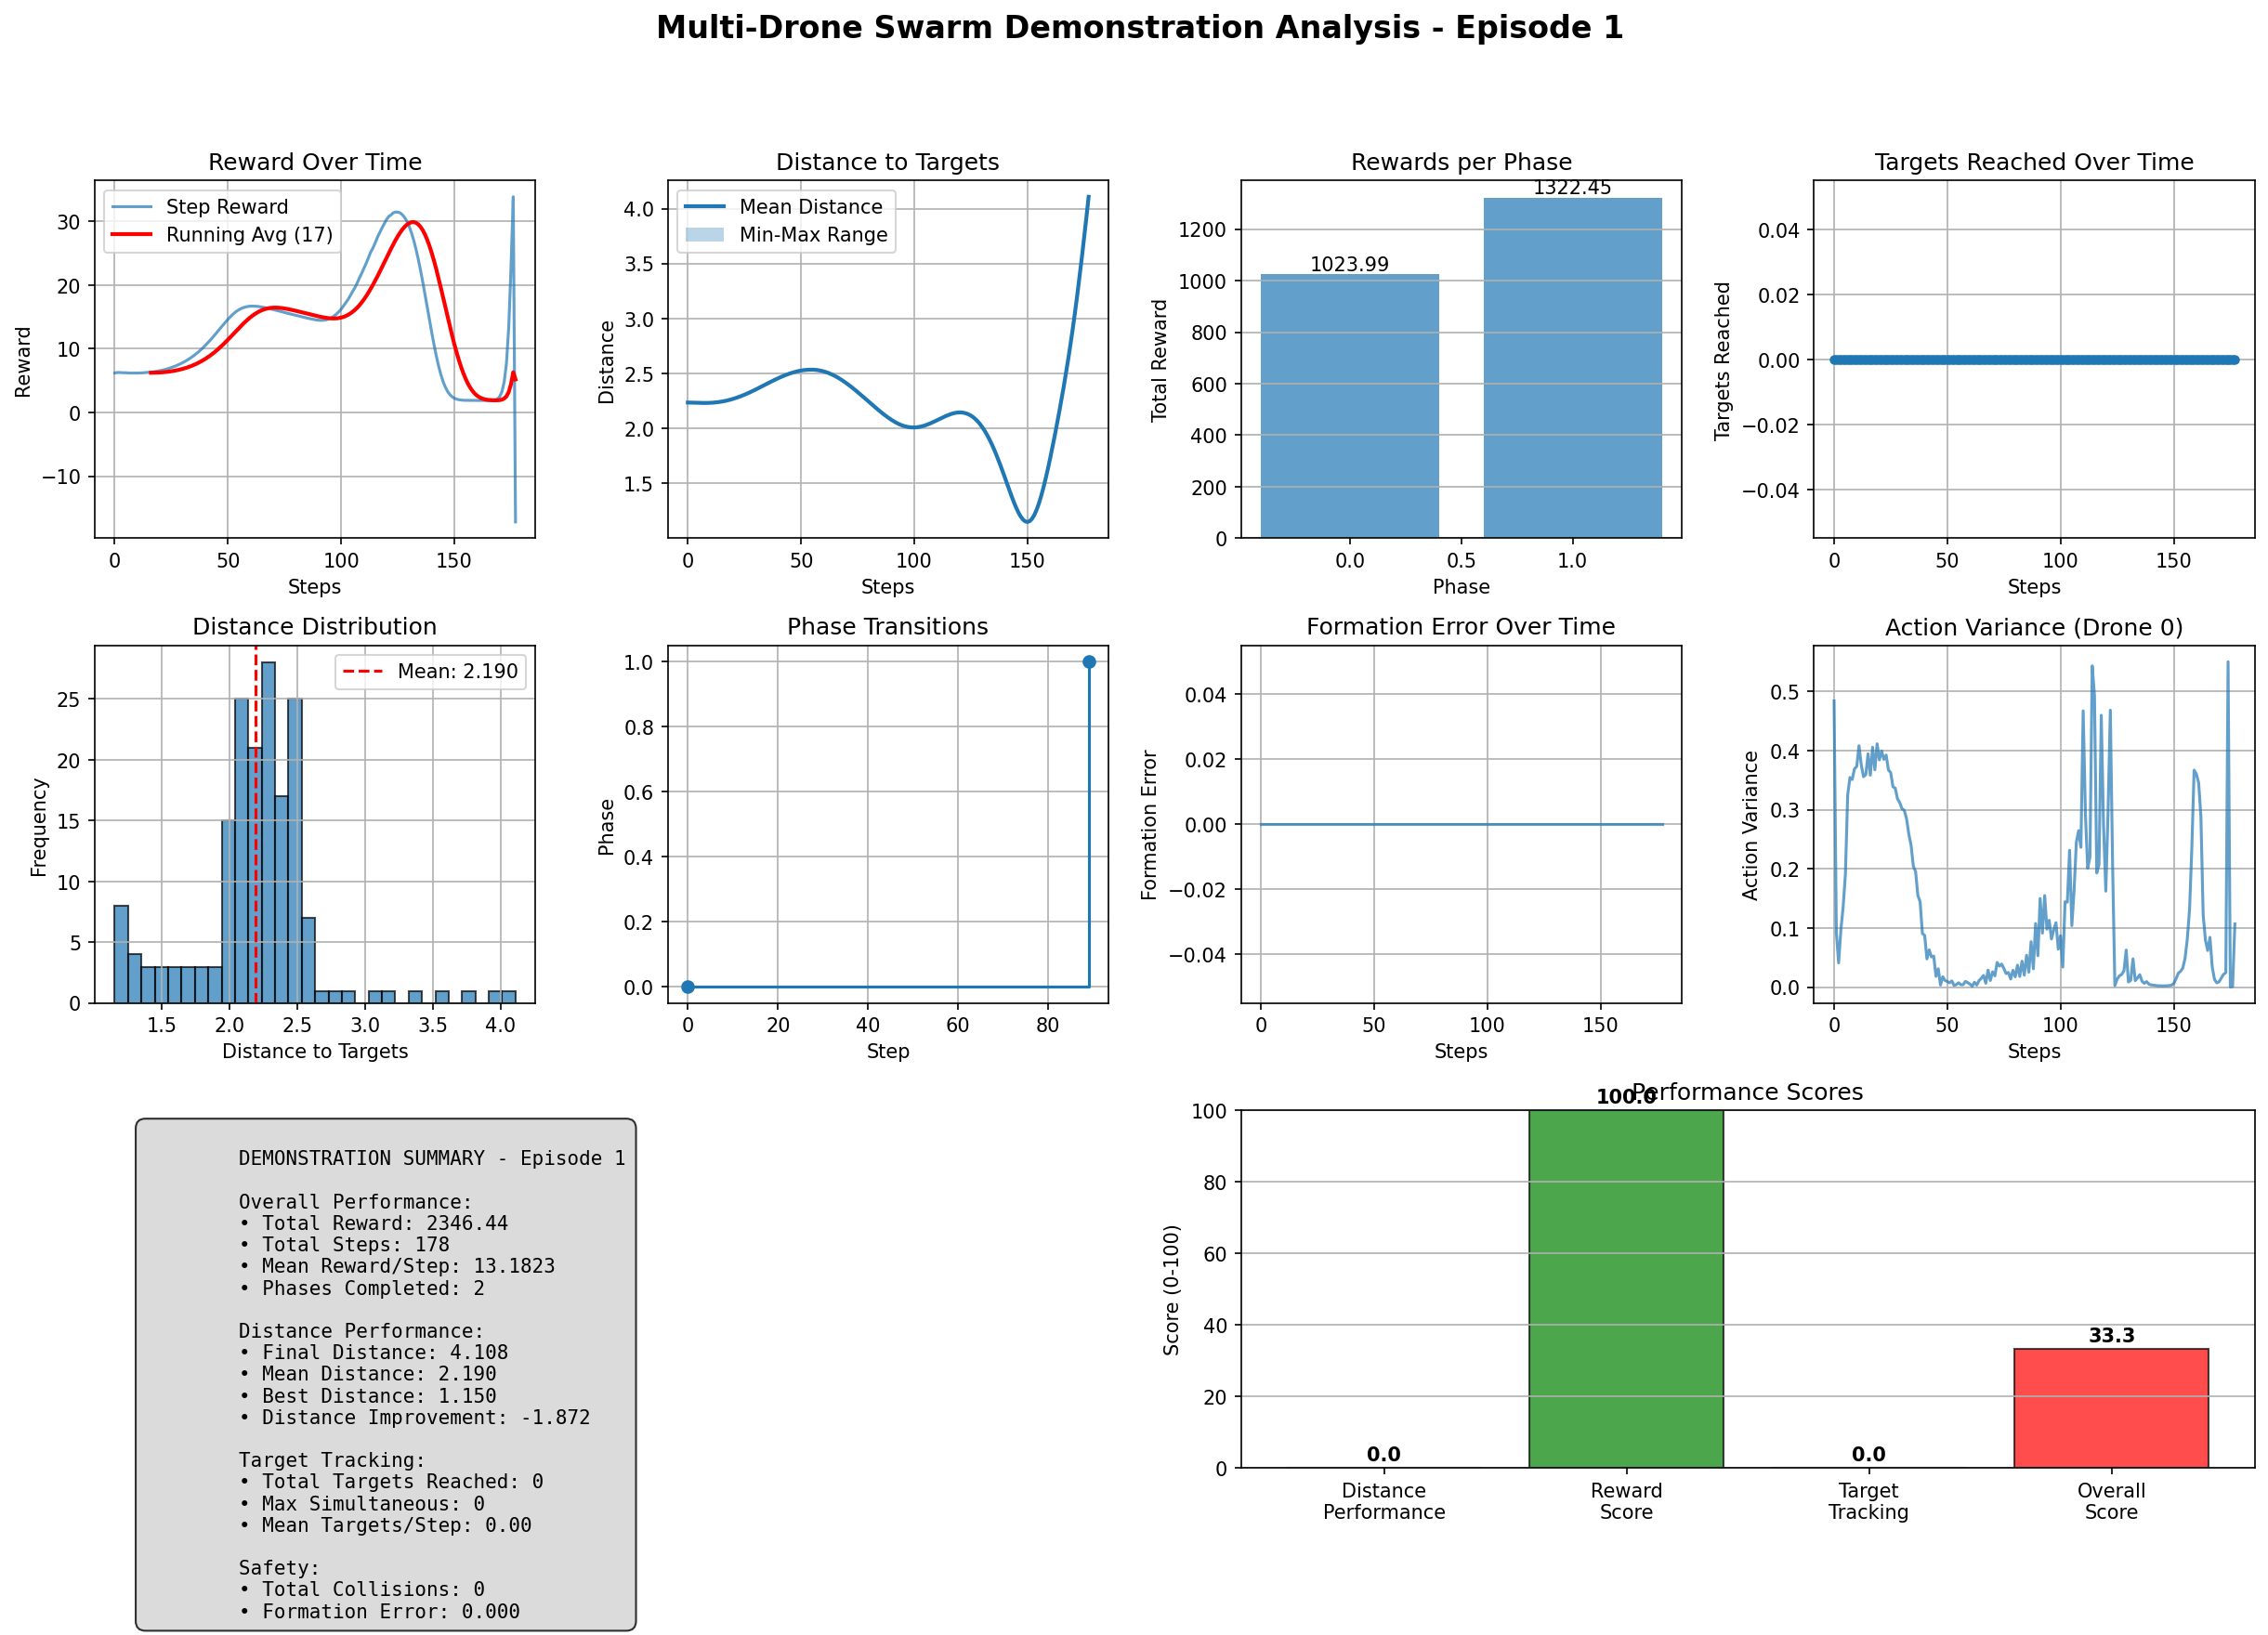 Multi-Drone Swarm Demonstration Analysis - Episode 1
Reward Over Time
Step Reward
Running Avg (17)
30
20
10
0
−10
Reward
0 50 100 150
Steps
Distance to Targets
Mean Distance
Min-Max Range
4.0
3.5
3.0
2.5
2.0
1.5
Distance
0 50 100 150
Steps
Rewards per Phase
1023.99
1322.45
1200
1000
800
600
400
200
0
Total Reward
0.0 0.5 1.0
Phase
Targets Reached Over Time
0.04
0.02
0.00
−0.02
−0.04
Targets Reached
0 50 100 150
Steps
Distance Distribution
Mean: 2.190
25
20
15
10
5
0
Frequency
1.5 2.0 2.5 3.0 3.5 4.0
Distance to Targets
Phase Transitions
1.0
0.8
0.6
0.4
0.2
0.0
Phase
0 20 40 60 80
Step
Formation Error Over Time
0.04
0.02
0.00
−0.02
−0.04
Formation Error
0 50 100 150
Steps
Action Variance (Drone 0)
0.5
0.4
0.3
0.2
0.1
0.0
Action Variance
0 50 100 150
Steps
DEMONSTRATION SUMMARY - Episode 1
Overall Performance:
• Total Reward: 2346.44
• Total Steps: 178
• Mean Reward/Step: 13.1823
• Phases Completed: 2
Distance Performance:
• Final Distance: 4.108
• Mean Distance: 2.190
• Best Distance: 1.150
• Distance Improvement: -1.872
Target Tracking:
• Total Targets Reached: 0
• Max Simultaneous: 0
• Mean Targets/Step: 0.00
Safety:
• Total Collisions: 0
• Formation Error: 0.000
Performance Scores
100
80
60
40
20
0
Score (0-100)
0.0
100.0
0.0
33.3
Distance
Performance
Reward
Score
Target
Tracking
Overall
Score